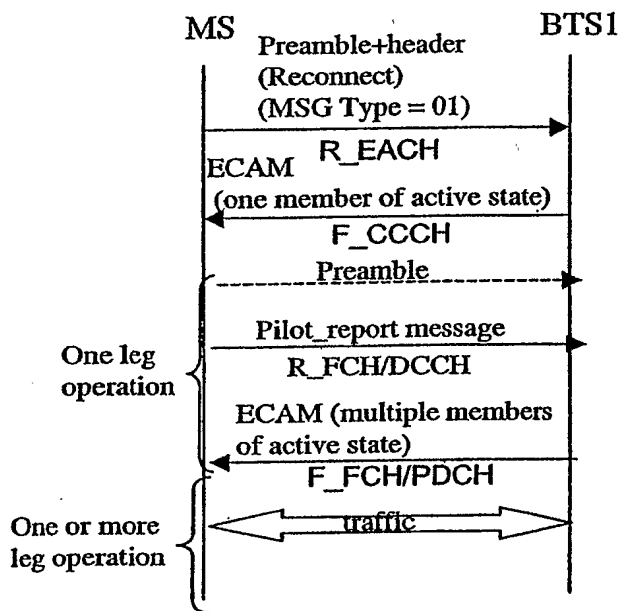 MS
BTS1
Preamble+header
(Reconnect)
(MSG Type = 01)
R_EACH
ECAM
(one member of active state)
F_CCCH
Preamble
Pilot_report message
R_FCH/DCCH
One leg
operation
ECAM (multiple members
of active state)
F_FCH/PDCH
One or more
leg operation
traffic